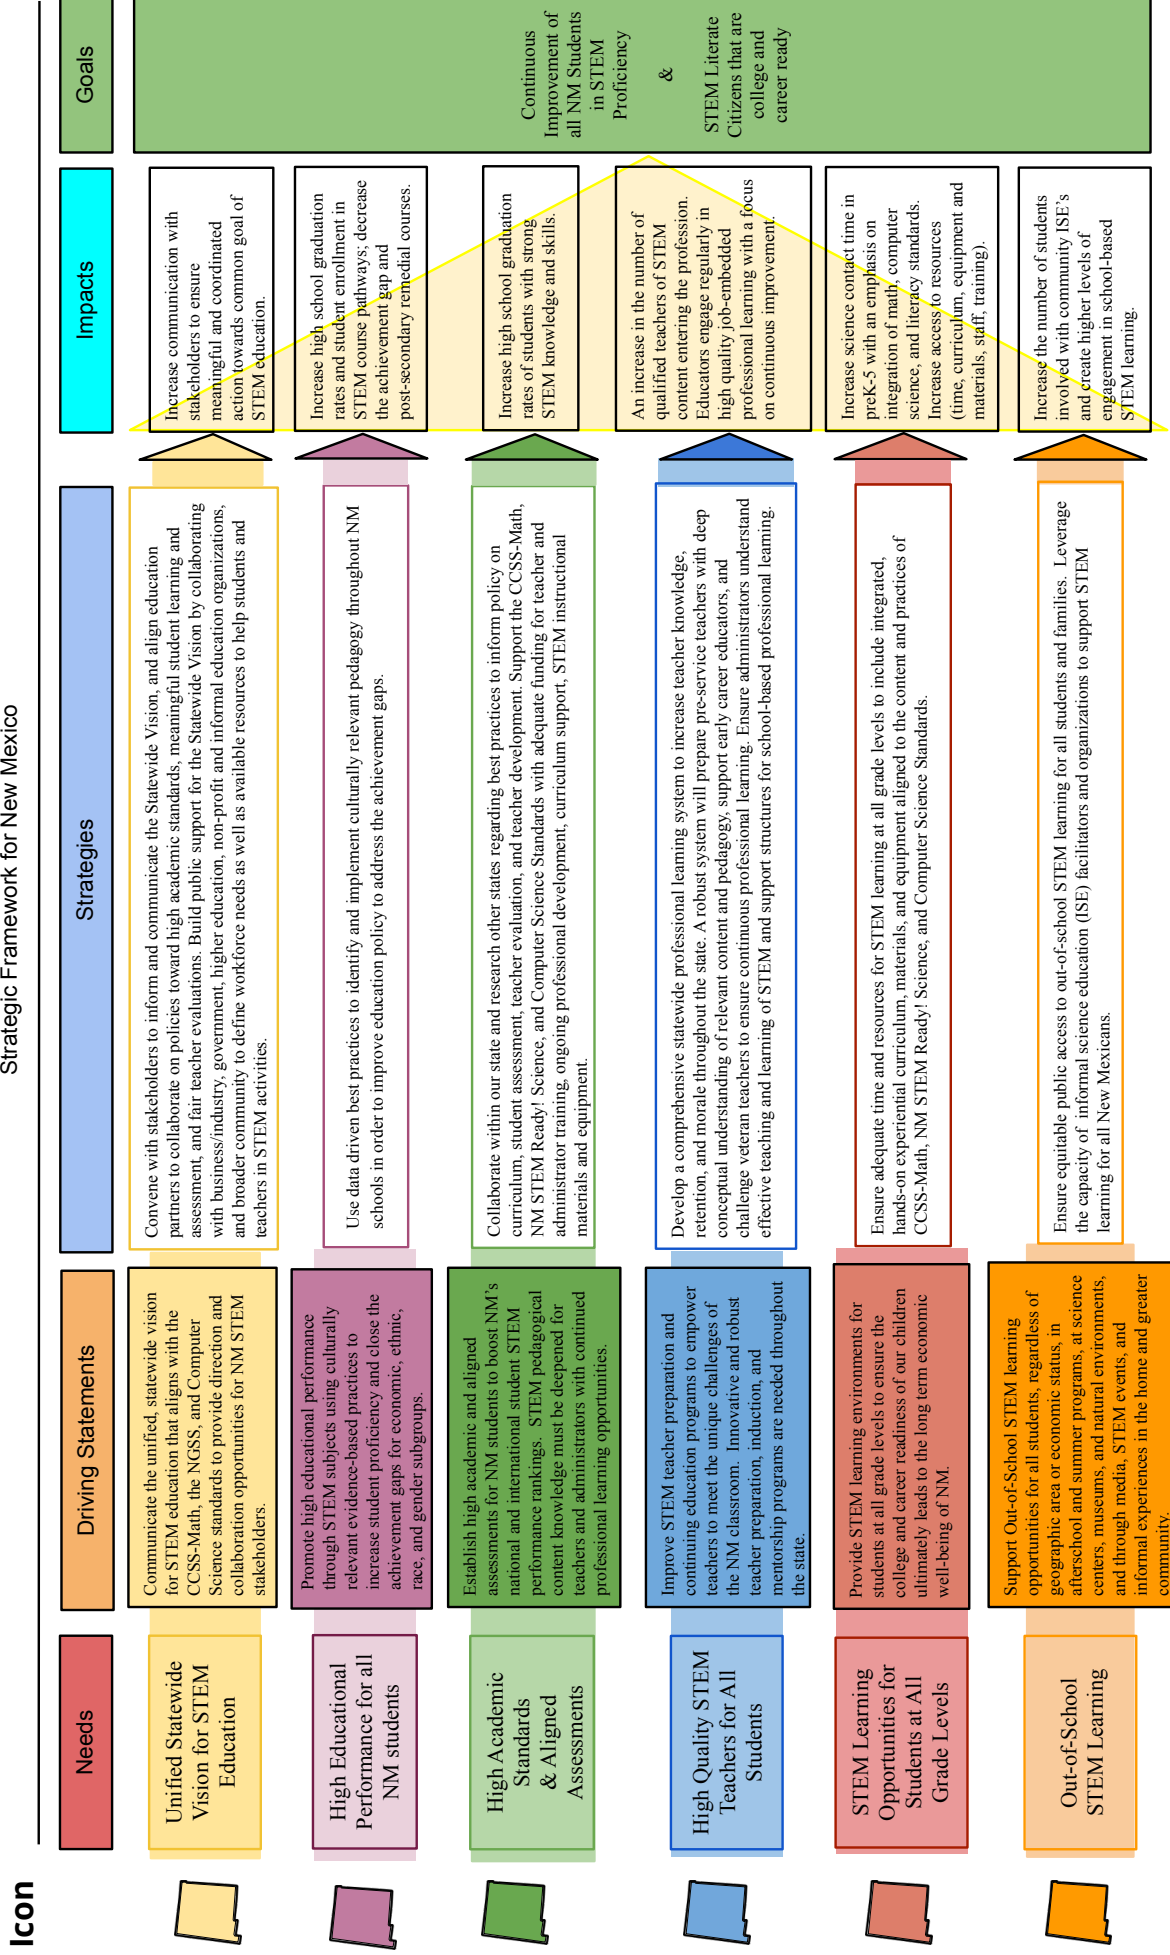 Strategic Framework for New Mexico
Icon
Needs
Driving Statements
Strategies
Impacts
Goals
Unified Statewide
Vision for STEM
Education
Communicate the unified, statewide vision
for STEM education that aligns with the
CCSS-Math, the NGSS, and Computer
Science standards to provide direction and
collaboration opportunities for NM STEM
stakeholders.
Convene with stakeholders to inform and communicate the Statewide Vision, and align education
partners to collaborate on policies toward high academic standards, meaningful student learning and
assessment, and fair teacher evaluations. Build public support for the Statewide Vision by collaborating
with business/industry, government, higher education, non-profit and informal education organizations,
and broader community to define workforce needs as well as available resources to help students and
teachers in STEM activities.
Increase communication with
stakeholders to ensure
meaningful and coordinated
action towards common goal of
STEM education.
High Educational
Performance for all
NM students
Promote high educational performance
through STEM subjects using culturally
relevant evidence-based practices to
increase student proficiency and close the
achievement gaps for economic, ethnic,
race, and gender subgroups.
Use data driven best practices to identify and implement culturally relevant pedagogy throughout NM
schools in order to improve education policy to address the achievement gaps.
Increase high school graduation
rates and student enrollment in
STEM course pathways; decrease
the achievement gap and
post-secondary remedial courses.
High Academic
Standards
& Aligned
Assessments
Establish high academic and aligned
assessments for NM students to boost NM's
national and international student STEM
performance rankings.  STEM pedagogical
content knowledge must be deepened for
teachers and administrators with continued
professional learning opportunities.
Collaborate within our state and research other states regarding best practices to inform policy on
curriculum, student assessment, teacher evaluation, and teacher development. Support the CCSS-Math,
NM STEM Ready! Science, and Computer Science Standards with adequate funding for teacher and
administrator training, ongoing professional development, curriculum support, STEM instructional
materials and equipment.
Increase high school graduation
rates of students with strong
STEM knowledge and skills.
High Quality STEM
Teachers for All
Students
Improve STEM teacher preparation and
continuing education programs to empower
teachers to meet the unique challenges of
the NM classroom.  Innovative and robust
teacher preparation, induction, and
mentorship programs are needed throughout
the state.
Develop a comprehensive statewide professional learning system to increase teacher knowledge,
retention, and morale throughout the state. A robust system will prepare pre-service teachers with deep
conceptual understanding of relevant content and pedagogy, support early career educators, and
challenge veteran teachers to ensure continuous professional learning. Ensure administrators understand
effective teaching and learning of STEM and support structures for school-based professional learning.
An increase in the number of
qualified teachers of STEM
content entering the profession.
Educators engage regularly in
high quality job-embedded
professional learning with a focus
on continuous improvement.
STEM Learning
Opportunities for
Students at All
Grade Levels
Provide STEM learning environments for
students at all grade levels to ensure the
college and career readiness of our children
ultimately leads to the long term economic
well-being of NM.
Ensure adequate time and resources for STEM learning at all grade levels to include integrated,
hands-on experiential curriculum, materials, and equipment aligned to the content and practices of
CCSS-Math, NM STEM Ready! Science, and Computer Science Standards.
Increase science contact time in
preK-5 with an emphasis on
integration of math, computer
science, and literacy standards.
Increase access to resources
(time, curriculum, equipment and
materials, staff, training).
Out-of-School
STEM Learning
Support Out-of-School STEM learning
opportunities for all students, regardless of
geographic area or economic status, in
afterschool and summer programs, at science
centers, museums, and natural environments,
and through media, STEM events, and
informal experiences in the home and greater
community.
Ensure equitable public access to out-of-school STEM learning for all students and families.  Leverage
the capacity of  informal science education (ISE) facilitators and organizations to support STEM
learning for all New Mexicans.
Increase the number of students
involved with community ISE's
and create higher levels of
engagement in school-based
STEM learning.
Continuous
Improvement of
all NM Students
in STEM
Proficiency
&
STEM Literate
Citizens that are
college and
career ready